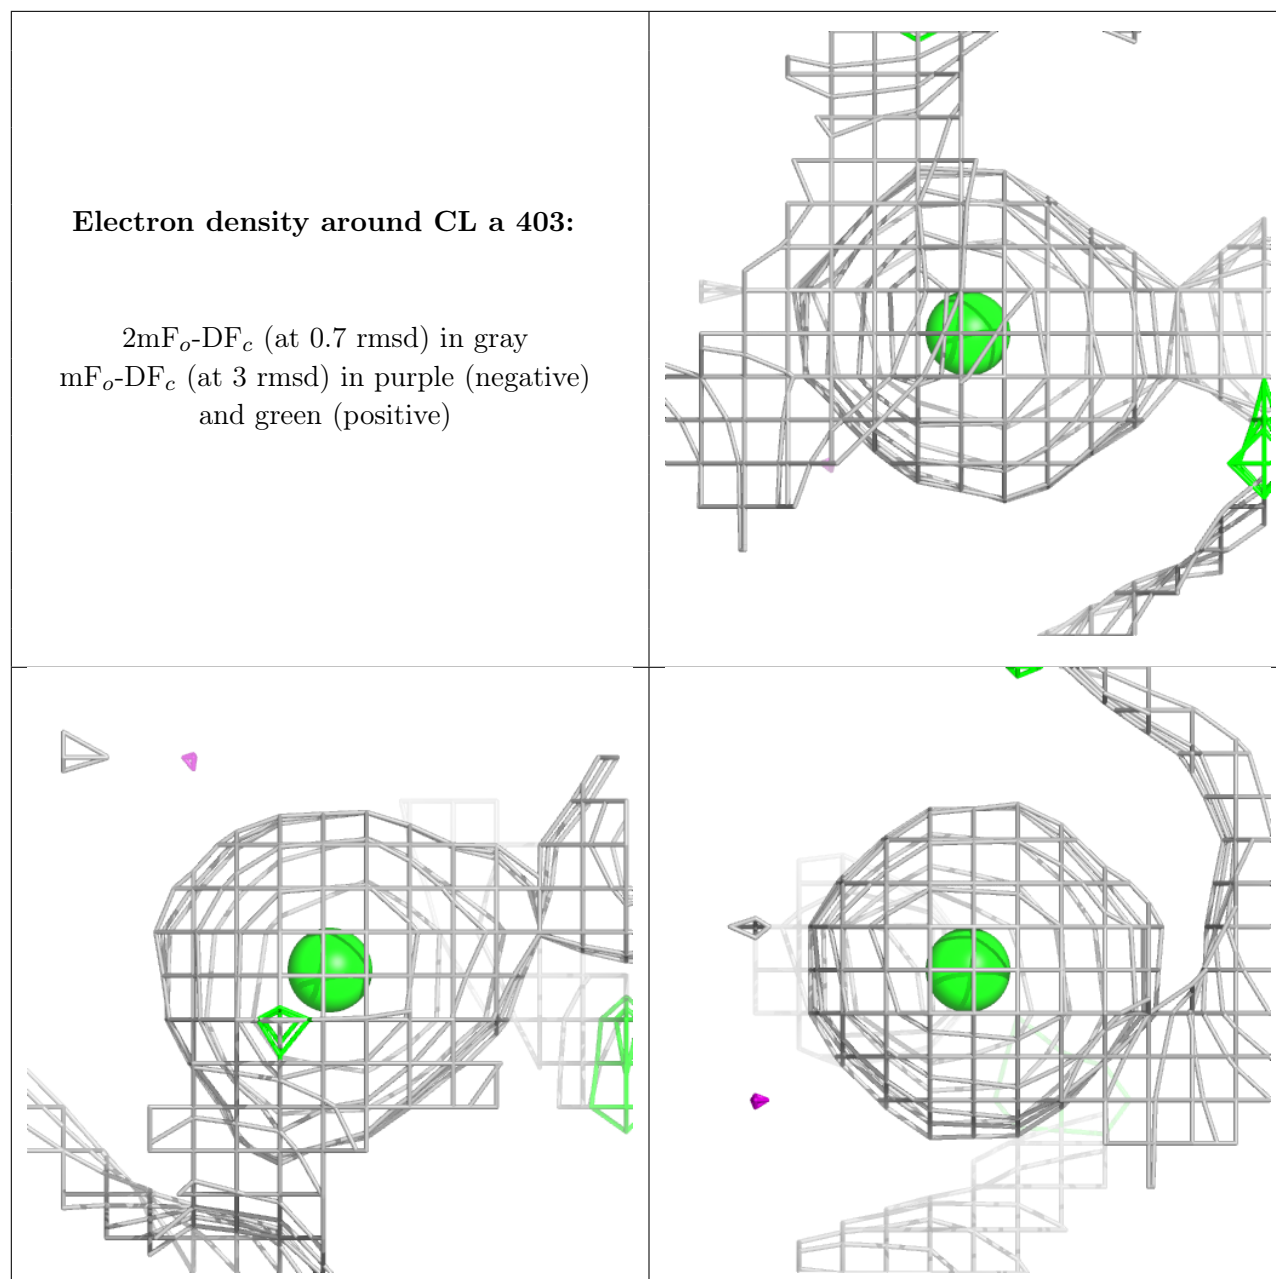 Electron density around CL a 403:
2mFₒ-DF𝒸 (at 0.7 rmsd) in gray
mFₒ-DF𝒸 (at 3 rmsd) in purple (negative)
and green (positive)